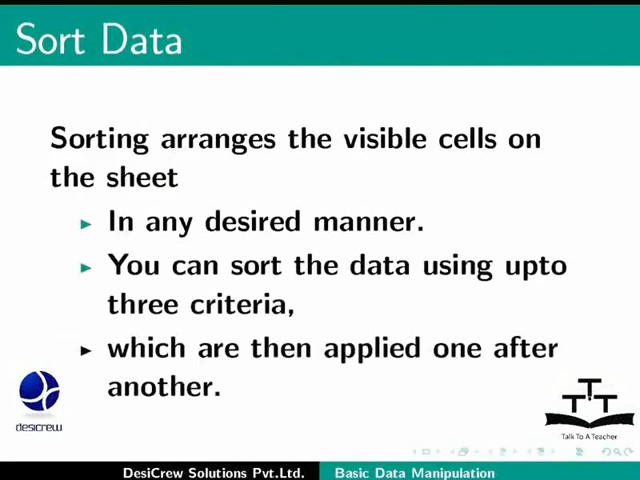 Sort Data
Sorting arranges the visible cells on
the sheet
In any desired manner.
You can sort the data using upto
three criteria,
which are then applied one after
another.
desicrew
TTT
Talk To A Teacher
DesiCrew Solutions Pvt.Ltd. Basic Data Manipulation